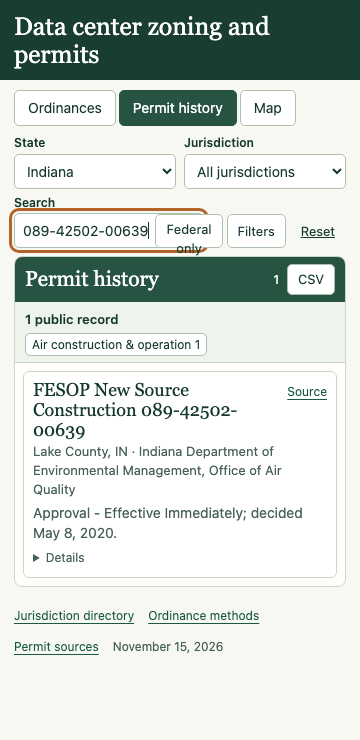 Data center zoning and
permits
Ordinances
Permit history
Map
State
Jurisdiction
Indiana
All jurisdictions
Search
089-42502-00639
Federal
only
Filters
Reset
Permit history
1
CSV
1 public record
Air construction & operation 1
FESOP New Source
Construction 089-42502-
00639
Source
Lake County, IN · Indiana Department of
Environmental Management, Office of Air
Quality
Approval - Effective Immediately; decided
May 8, 2020.
Details
Jurisdiction directory
Ordinance methods
Permit sources
November 15, 2026